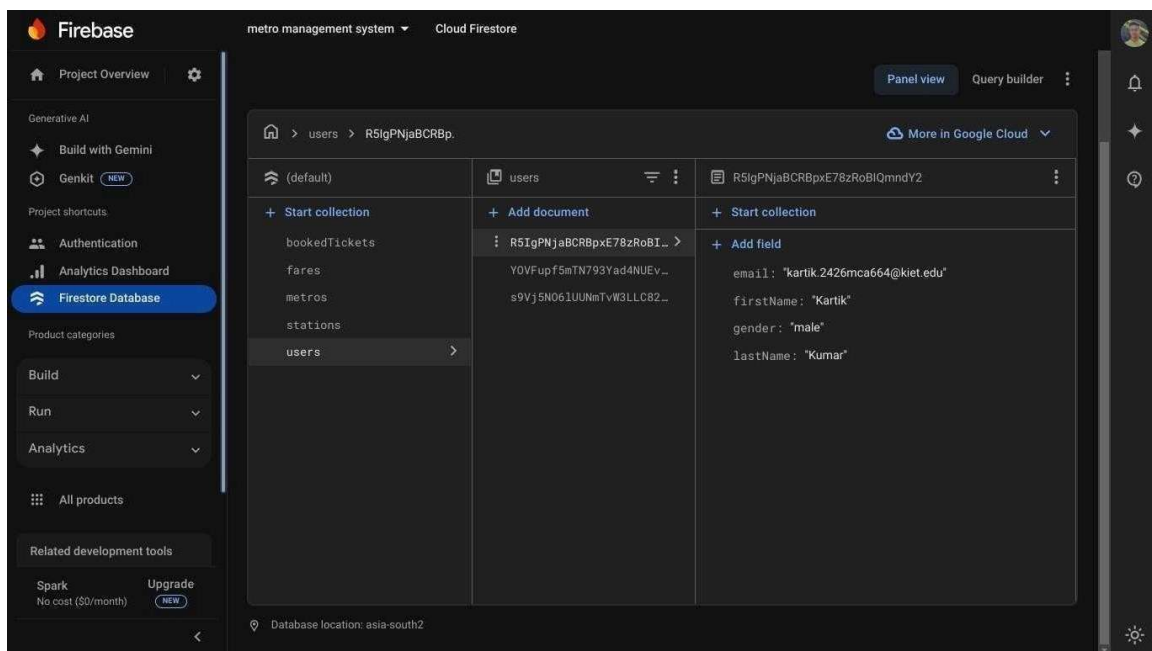 Firebase
metro management system
Cloud Firestore
Project Overview
Panel view
Query builder
Generative AI
Build with Gemini
Genkit NEW
Project shortcuts
Authentication
Analytics Dashboard
Firestore Database
Product categories
Build
Run
Analytics
All products
Related development tools
Spark
No cost ($0/month)
Upgrade
NEW
> users > R5IgPNjaBCRBp.
More in Google Cloud
(default)
+ Start collection
bookedTickets
fares
metros
stations
users
users
+ Add document
R5IgPNjaBCRBpxE78zRoBI…
YOVFupf5mTN793Yad4NUEv…
s9Vj5NO6lUUNmTvW3LLC82…
R5IgPNjaBCRBpxE78zRoBIQmndY2
+ Start collection
+ Add field
email: "kartik.2426mca664@kiet.edu"
firstName: "Kartik"
gender: "male"
lastName: "Kumar"
Database location: asia-south2